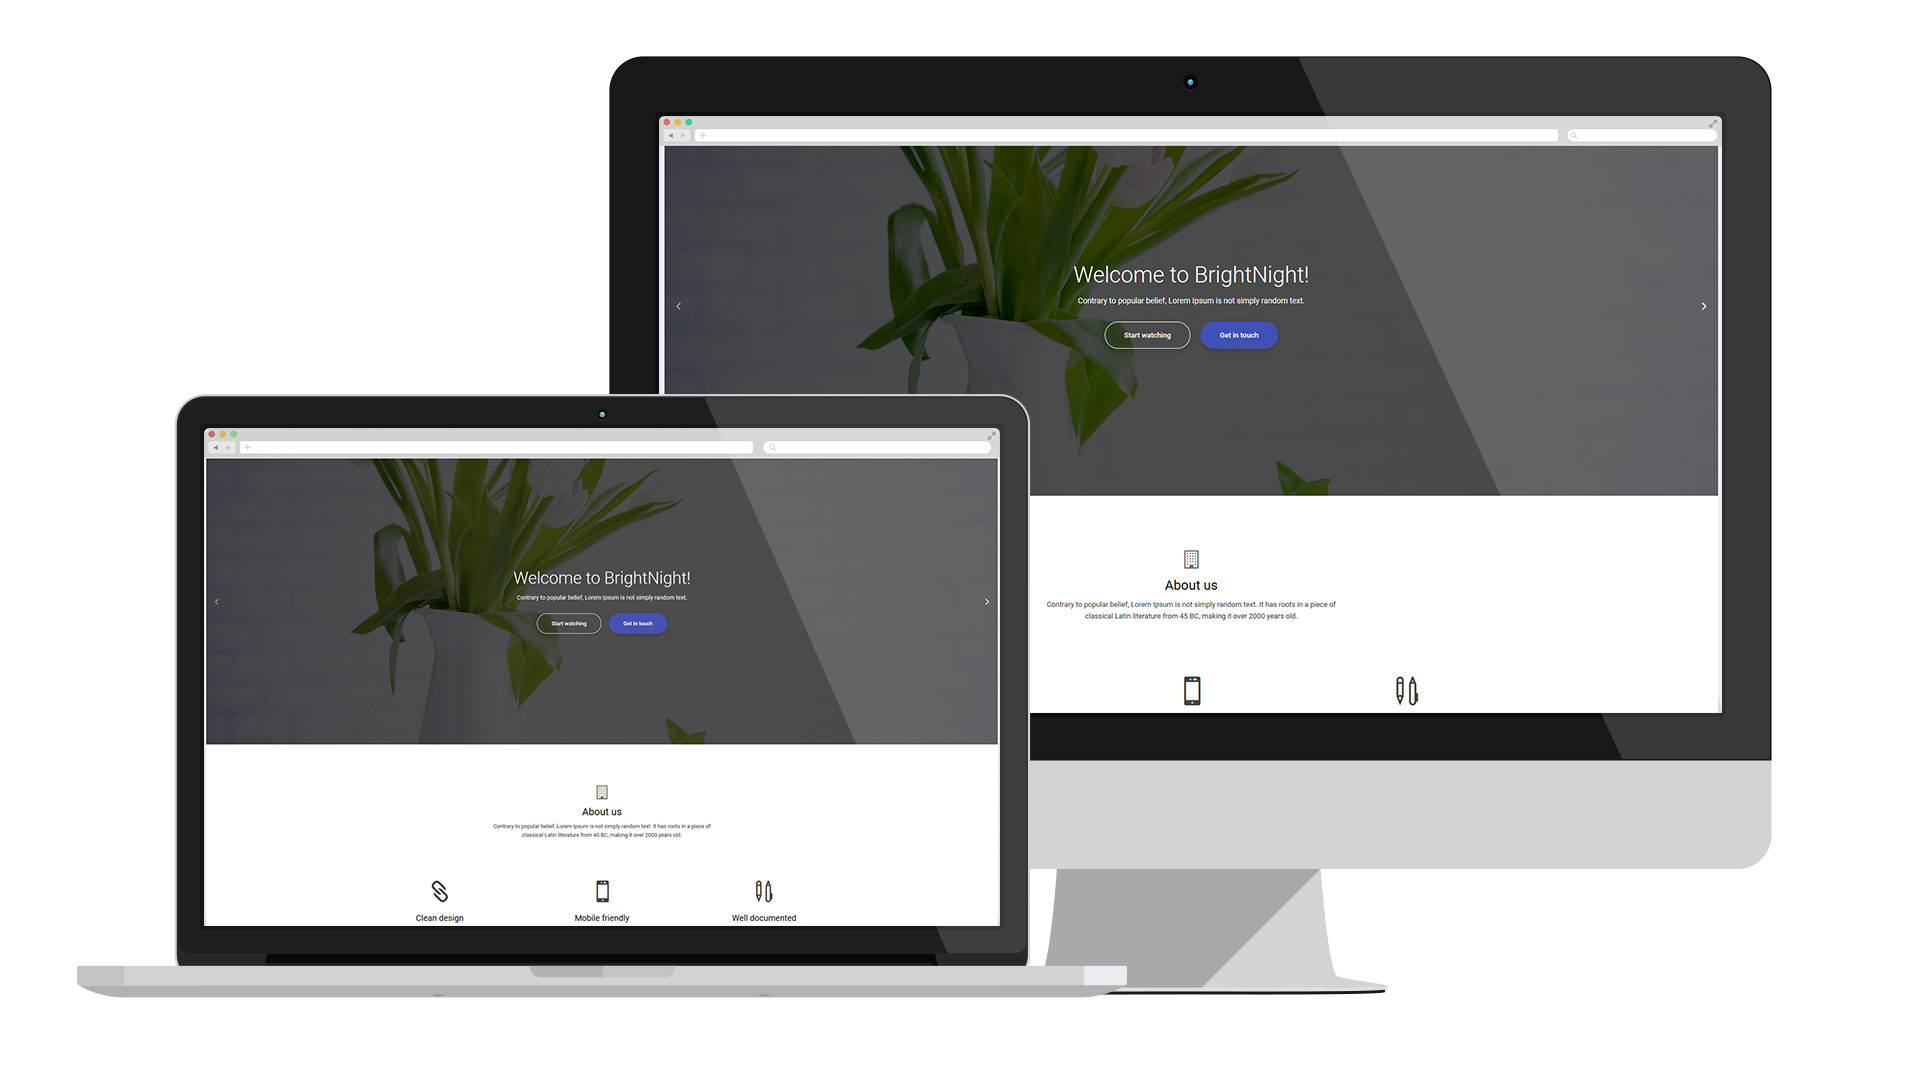 Welcome to BrightNight!
Contrary to popular belief, Lorem Ipsum is not simply random text.
Start watching
Get in touch
About us
Contrary to popular belief, Lorem Ipsum is not simply random text. It has roots in a piece of
classical Latin literature from 45 BC, making it over 2000 years old.
Welcome to BrightNight!
Contrary to popular belief, Lorem Ipsum is not simply random text.
Start watching
Get in touch
About us
Contrary to popular belief, Lorem Ipsum is not simply random text. It has roots in a piece of
classical Latin literature from 45 BC, making it over 2000 years old.
Clean design
Mobile friendly
Well documented